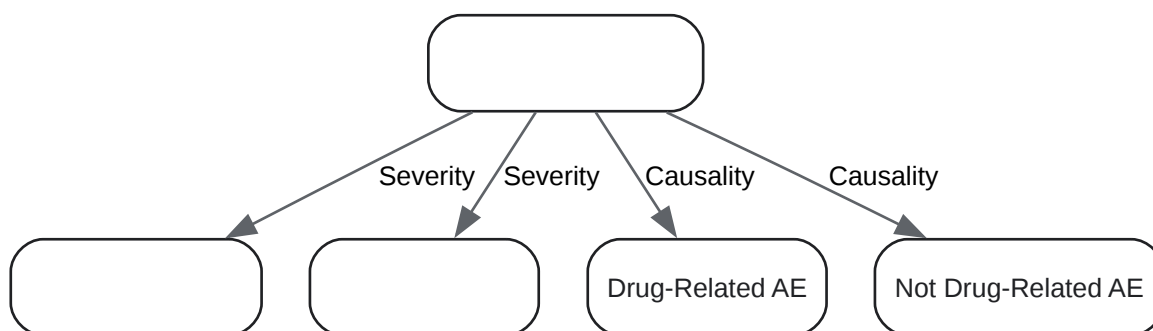 Severity
Severity
Causality
Causality
Drug-Related AE
Not Drug-Related AE